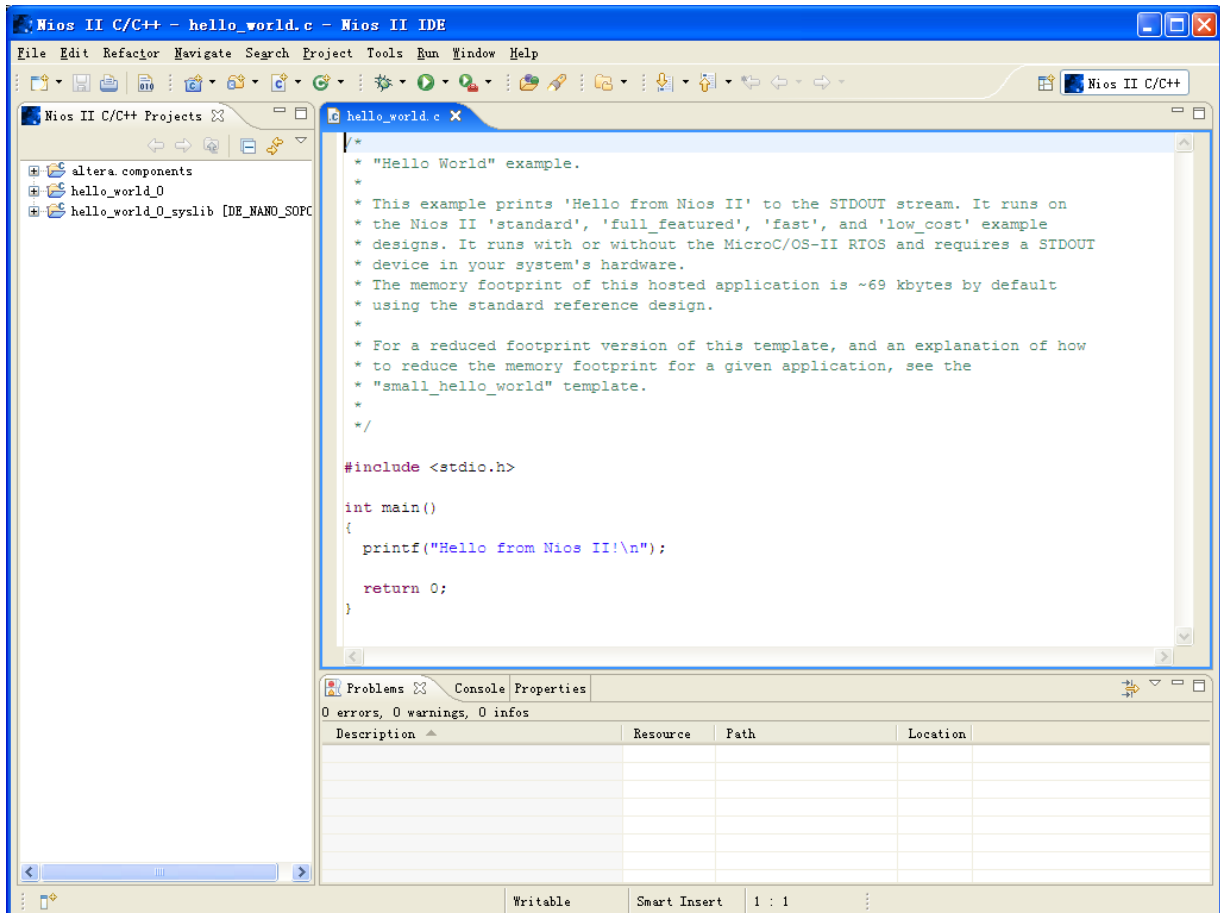 Nios II C/C++ - hello_world.c - Nios II IDE
File Edit Refactor Navigate Search Project Tools Run Window Help
Nios II C/C++
Nios II C/C++ Projects
altera.components
hello_world_0
hello_world_0_syslib [DE_NANO_SOPC
hello_world.c
/*
 * "Hello World" example.
 *
 * This example prints 'Hello from Nios II' to the STDOUT stream. It runs on
 * the Nios II 'standard', 'full_featured', 'fast', and 'low_cost' example
 * designs. It runs with or without the MicroC/OS-II RTOS and requires a STDOUT
 * device in your system's hardware.
 * The memory footprint of this hosted application is ~69 kbytes by default
 * using the standard reference design.
 *
 * For a reduced footprint version of this template, and an explanation of how
 * to reduce the memory footprint for a given application, see the
 * "small_hello_world" template.
 *
 */
#include <stdio.h>
int main()
{
  printf("Hello from Nios II!\n");
  return 0;
}
Problems Console Properties
0 errors, 0 warnings, 0 infos
Description Resource Path Location
Writable Smart Insert 1 : 1